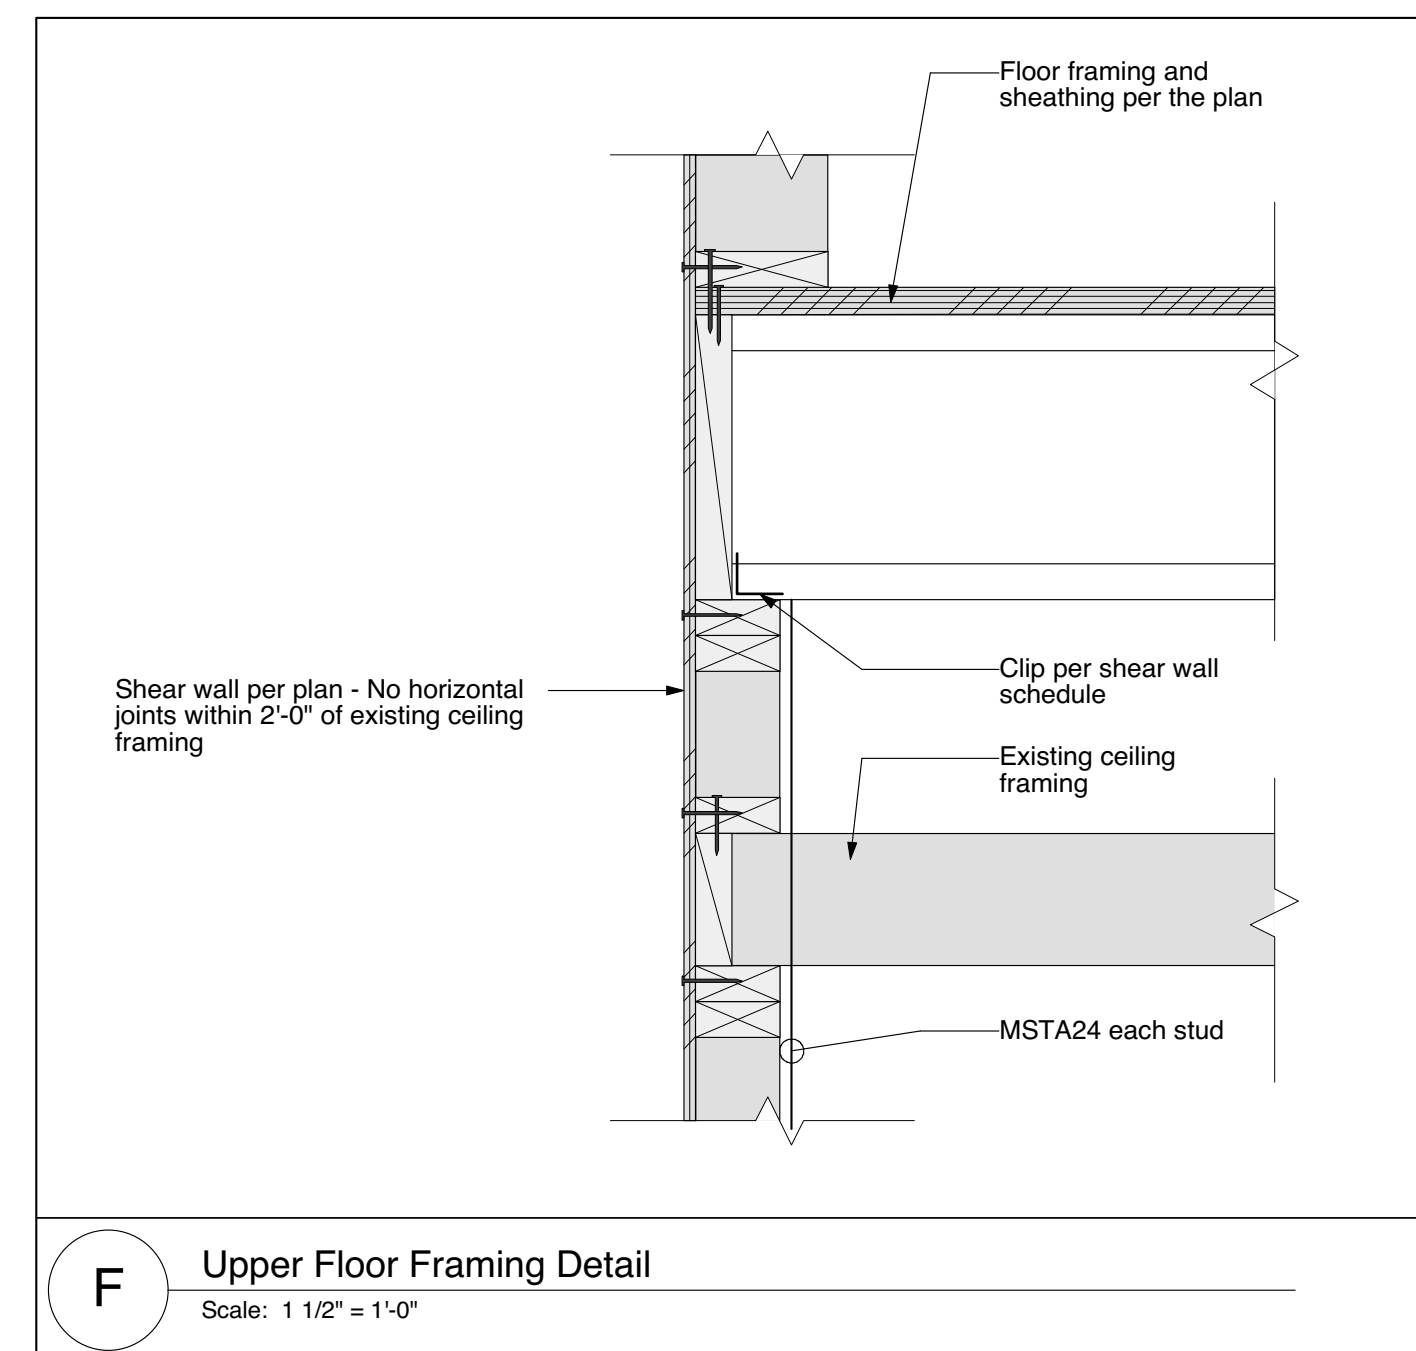 Floor framing and
sheathing per the plan
Clip per shear wall
schedule
Shear wall per plan - No horizontal
joints within 2'-0" of existing ceiling
framing
Existing ceiling
framing
MSTA24 each stud
F
Upper Floor Framing Detail
Scale:  1 1/2" = 1'-0"